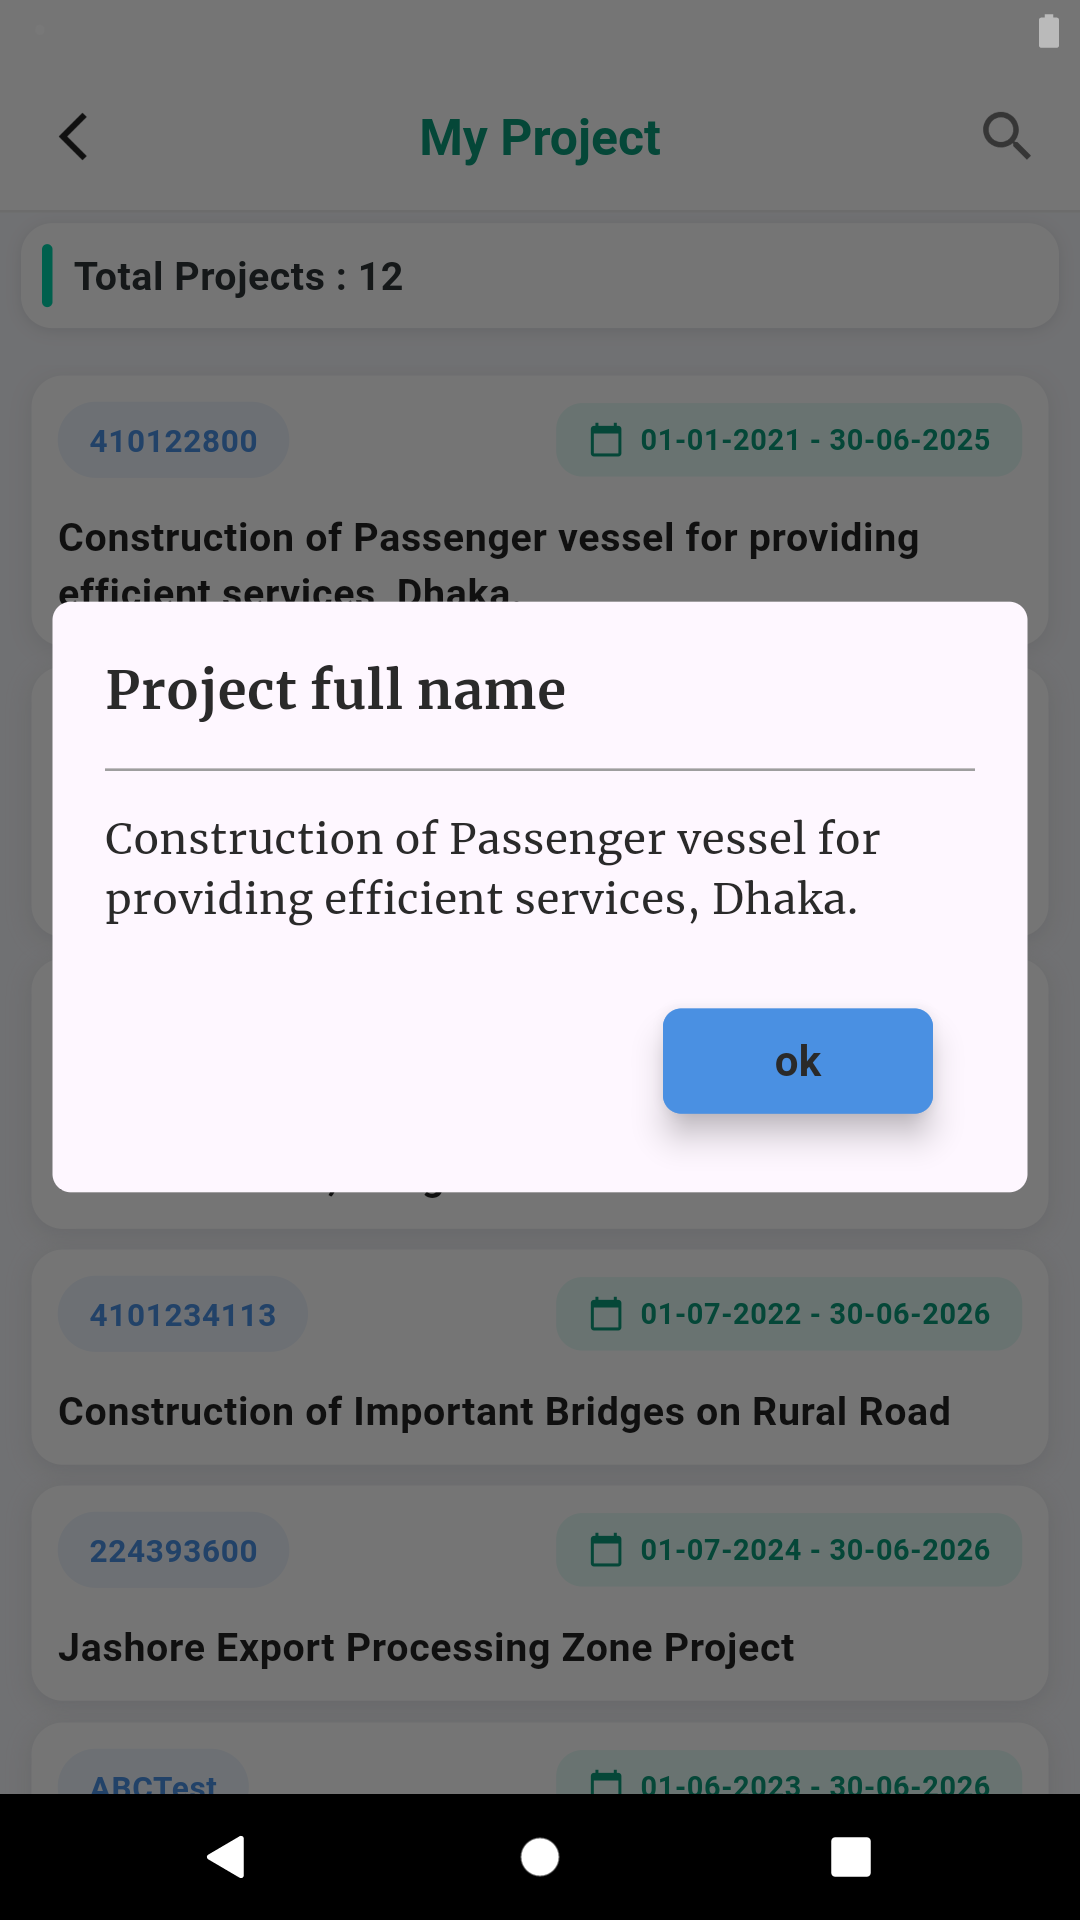 My Project
Total Projects : 12
410122800
01-01-2021 - 30-06-2025
Construction of Passenger vessel for providing
efficient services, Dhaka.
Project full name
Construction of Passenger vessel for
providing efficient services, Dhaka.
ok
4101234113
01-07-2022 - 30-06-2026
Construction of Important Bridges on Rural Road
224393600
01-07-2024 - 30-06-2026
Jashore Export Processing Zone Project
ABCTest
01-06-2023 - 30-06-2026